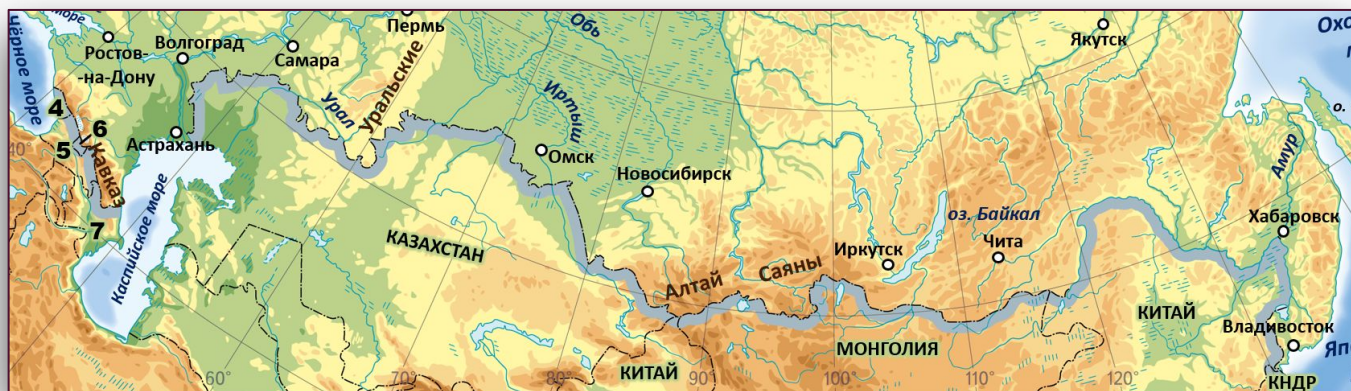 Чёрное море
Ростов-
-на-Дону
Волгоград
Самара
Пермь
Уральские
Урал
Обь
Иртыш
Якутск
Охо
о.
4
6
5
Кавказ
7
40°
Астрахань
Каспийское море
Омск
Новосибирск
КАЗАХСТАН
Алтай
Саяны
Иркутск
оз. Байкал
Чита
Амур
Хабаровск
КИТАЙ
Владивосток
Япо
МОНГОЛИЯ
КИТАЙ
КНДР
60°
70°
80°
90°
100°
110°
120°